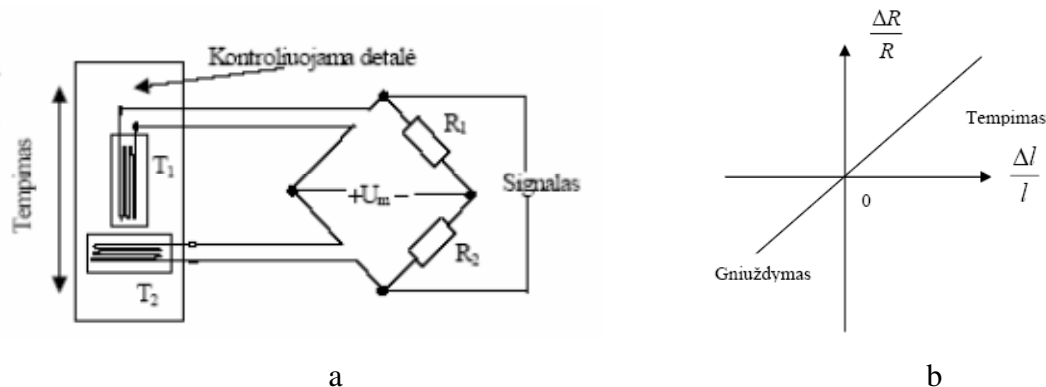 Kontroliuojama detalė
Tempimas
T₁
T₂
R₁
+Uₘ−
R₂
Signalas
a
ΔR
R
Tempimas
Δl
l
0
Gniuždymas
b